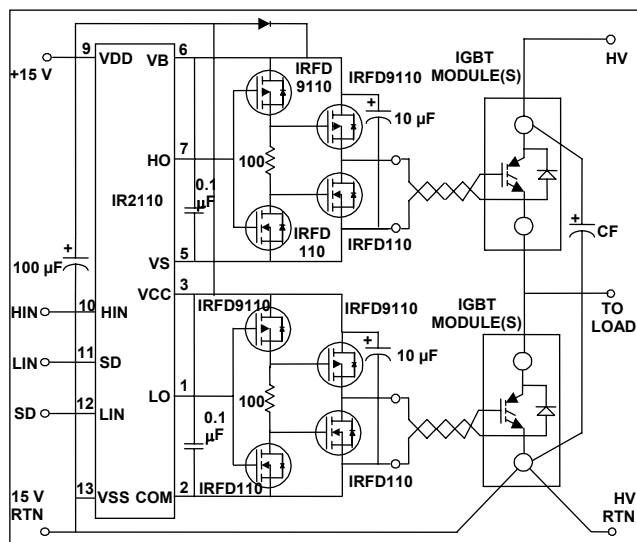 +15 V
9
VDD
VB
6
IRFD
9110
IRFD9110
10 µF
+
IGBT
MODULE(S)
HV
HO
7
100
IR2110
0.1
µF
IRFD
110
IRFD110
+
CF
+
100 µF
VS
5
VCC
3
IRFD9110
IRFD9110
IGBT
MODULE(S)
TO
LOAD
HIN
10
HIN
+
10 µF
LIN
11
SD
LO
1
100
SD
12
LIN
0.1
µF
15 V
RTN
13
VSS
COM
2
IRFD110
IRFD110
HV
RTN